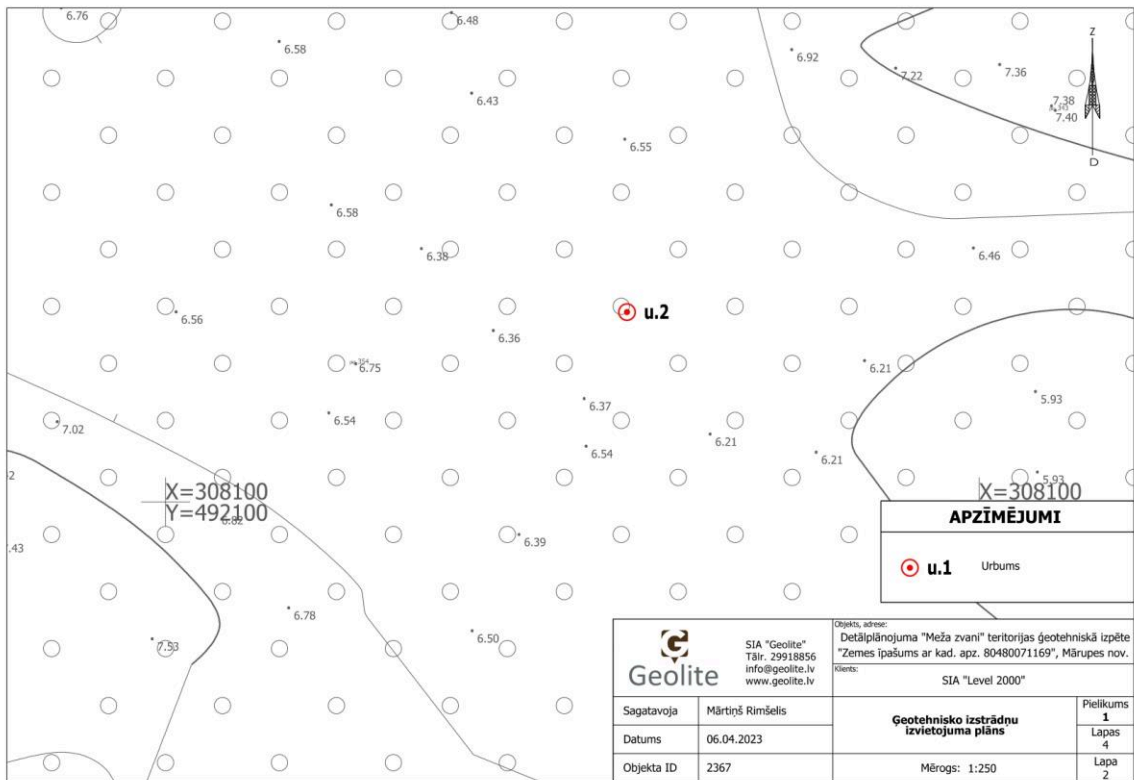 6.76
6.48
6.58
6.92
Z
7.22
7.36
6.43
7.38
7.40
6.55
D
6.58
6.38
6.46
6.56
u.2
6.36
6.75
6.21
6.37
5.93
6.54
7.02
6.21
6.54
6.21
5.93
X=308100
Y=492100
6.82
X=308100
6.39
.43
APZĪMĒJUMI
u.1 Urbums
6.78
6.50
7.53
G
Geolite
SIA "Geolite"
Tālr. 29918856
info@geolite.lv
www.geolite.lv
Objekts, adrese:
Detālplānojuma "Meža zvani" teritorijas ģeotehniskā izpēte
"Zemes īpašums ar kad. apz. 80480071169", Mārupes nov.
Klients:
SIA "Level 2000"
Sagatavoja Mārtiņš Rimšelis
Datums 06.04.2023
Objekta ID 2367
Ģeotehnisko izstrādņu
izvietojuma plāns
Mērogs: 1:250
Pielikums
1
Lapas
4
Lapa
2